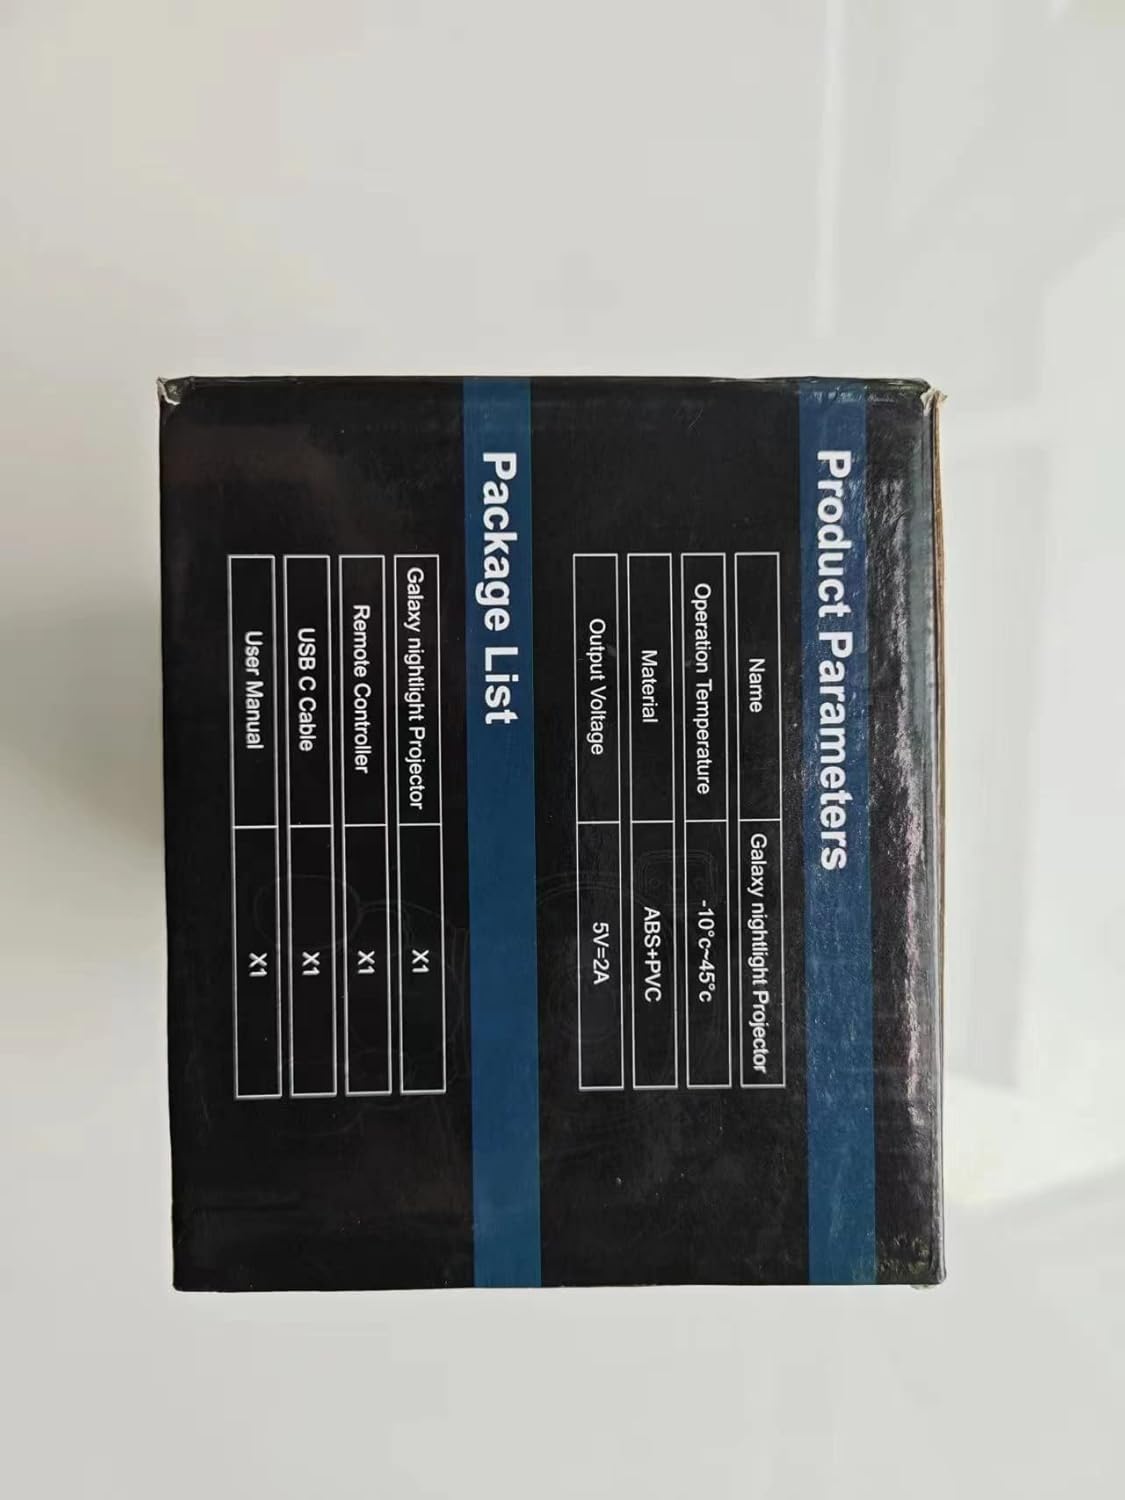 Product Parameters
Name Galaxy nightlight Projector
Operation Temperature -10°c~45°c
Material ABS+PVC
Output Voltage 5V=2A
Package List
Galaxy nightlight Projector X1
Remote Controller X1
USB C Cable X1
User Manual X1